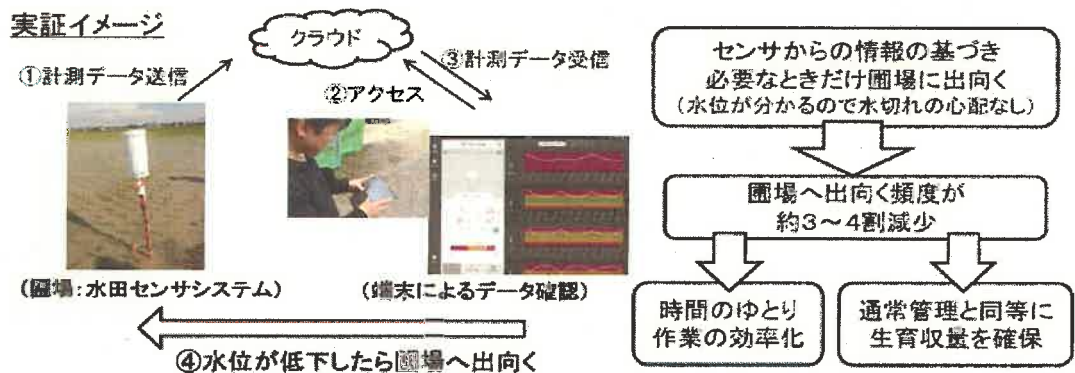 実証イメージ
クラウド
①計測データ送信
②アクセス
③計測データ受信
(圃場:水田センサシステム)
(端末によるデータ確認)
④水位が低下したら圃場へ出向く
センサからの情報の基づき
必要なときだけ圃場に出向く
(水位が分かるので水切れの心配なし)
圃場へ出向く頻度が
約3~4割減少
時間のゆとり
作業の効率化
通常管理と同等に
生育収量を確保